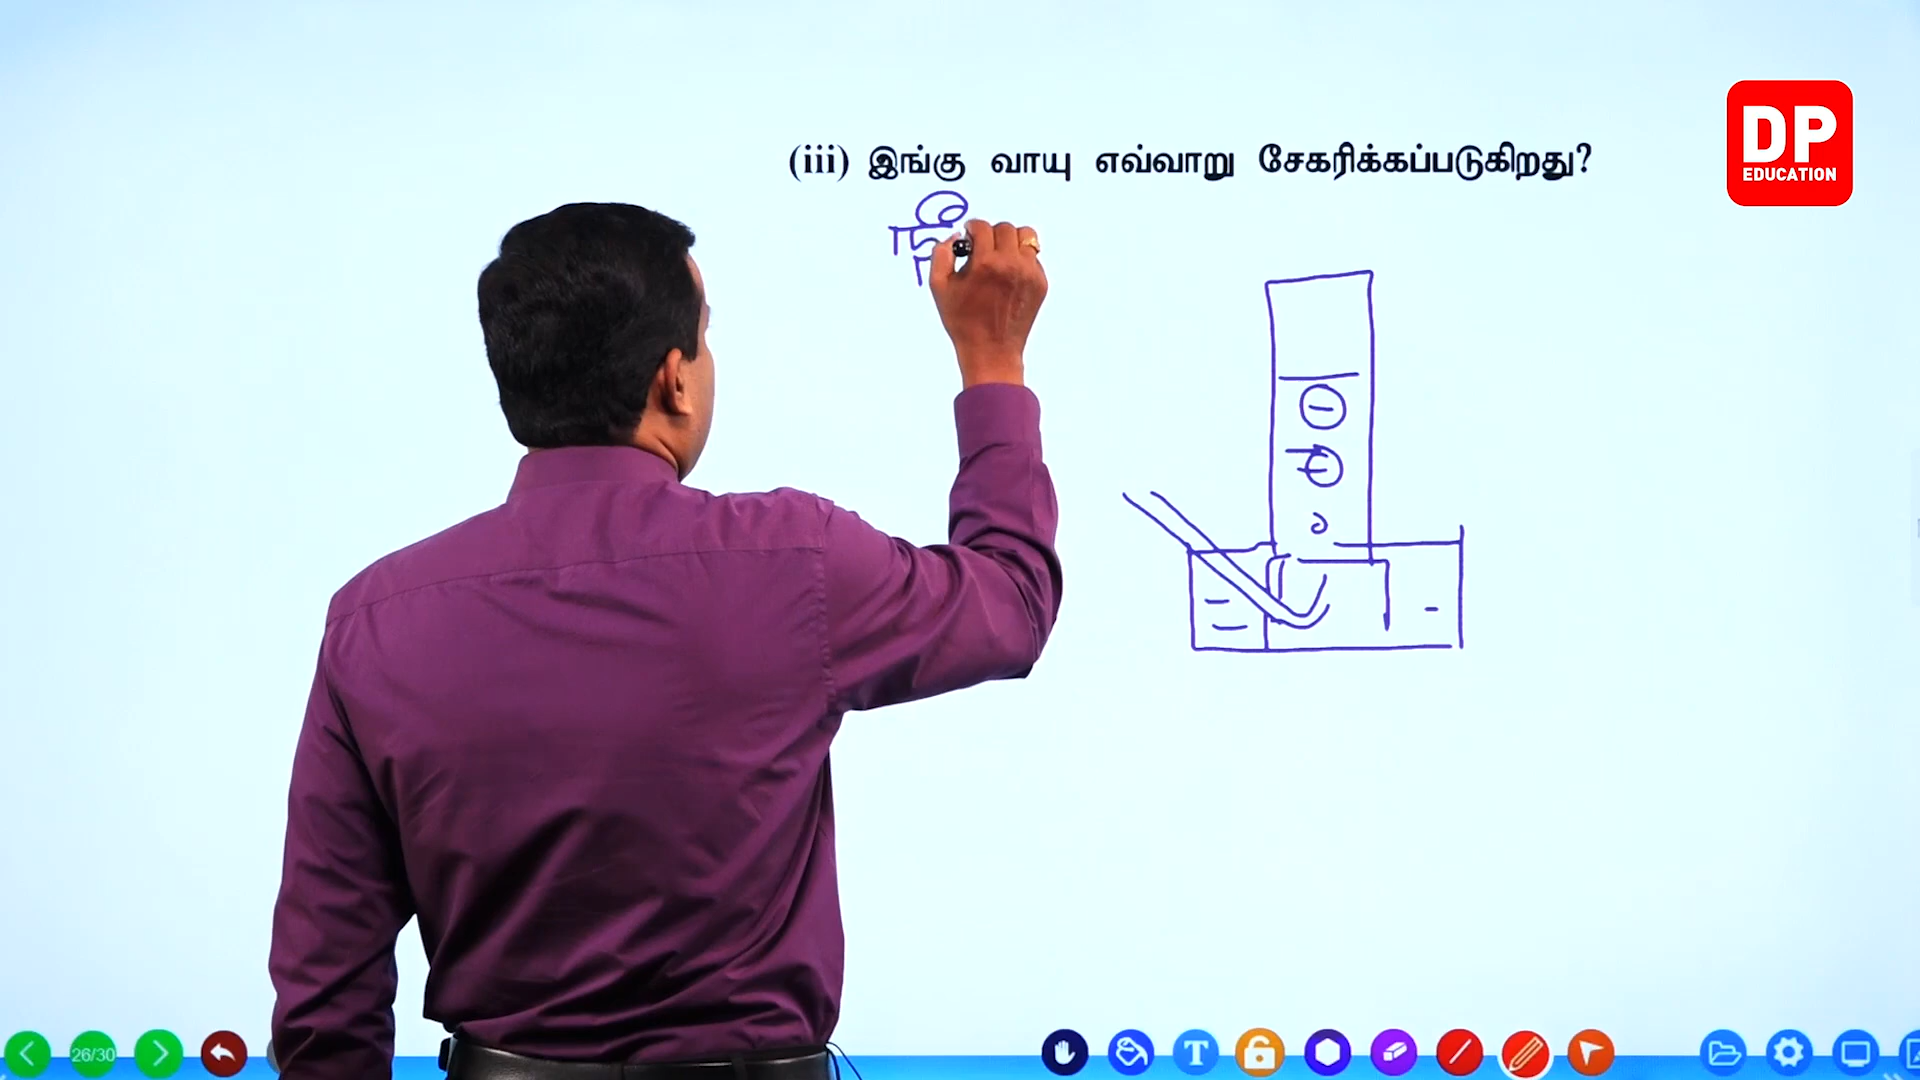 DP
EDUCATION
(iii) இங்கு வாயு எவ்வாறு சேகரிக்கப்படுகிறது?
நீ
26/30
T